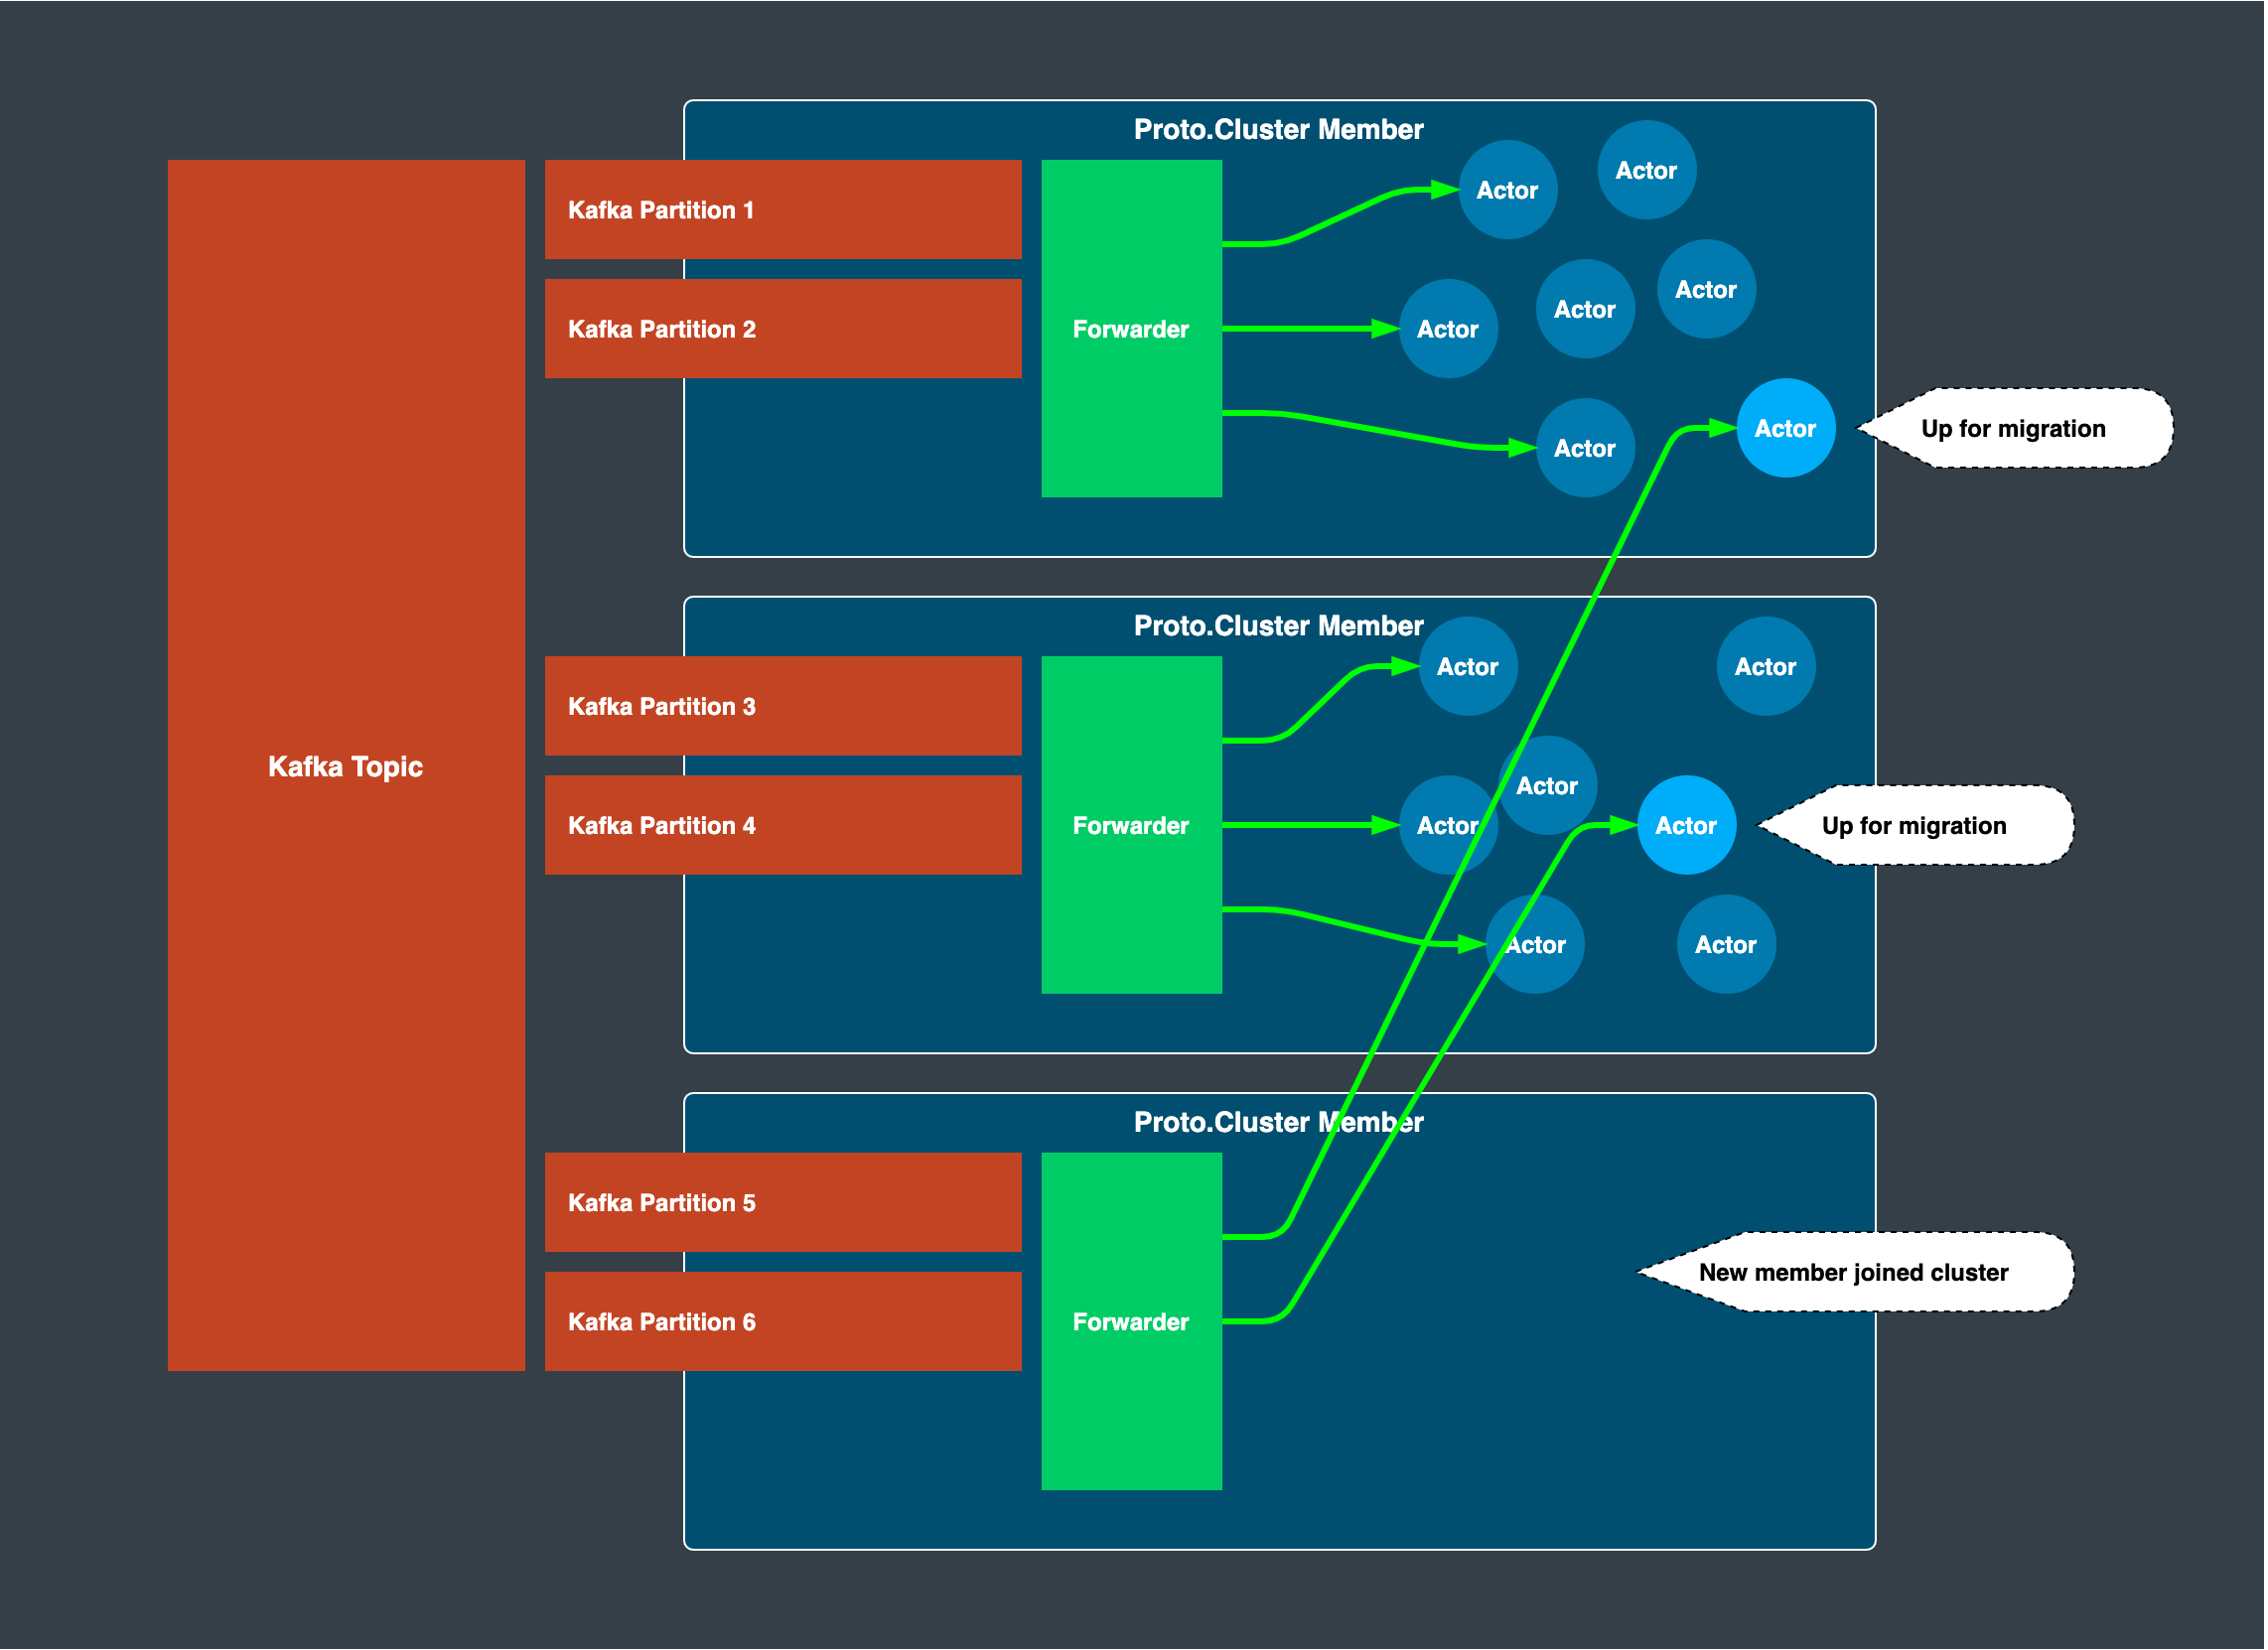 Kafka Topic
Proto.Cluster Member
Kafka Partition 1
Kafka Partition 2
Forwarder
Actor
Actor
Actor
Actor
Actor
Actor
Actor
Up for migration
Proto.Cluster Member
Kafka Partition 3
Kafka Partition 4
Forwarder
Actor
Actor
Actor
Actor
Actor
Actor
Actor
Up for migration
Proto.Cluster Member
Kafka Partition 5
Kafka Partition 6
Forwarder
New member joined cluster